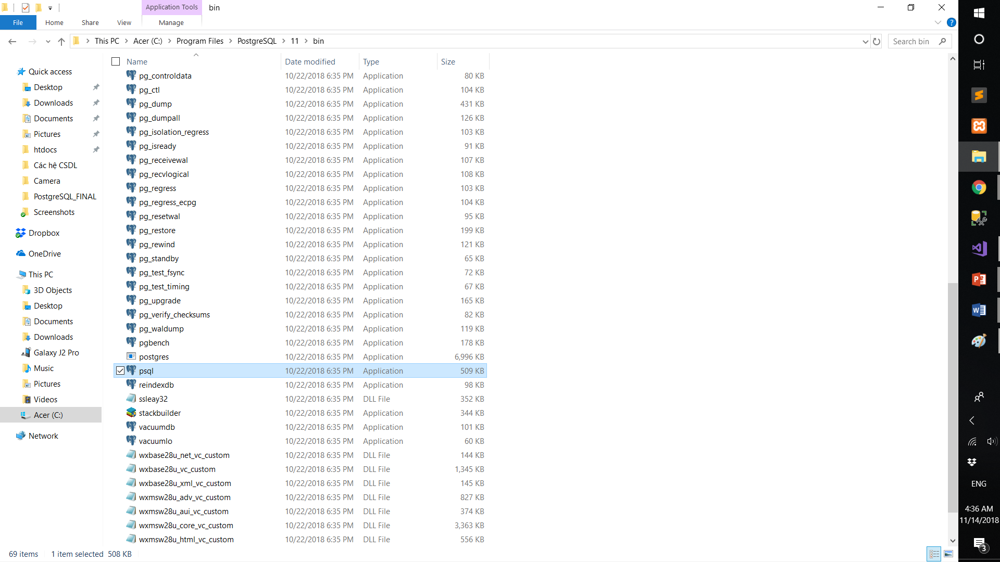 Application Tools
bin
File
Home
Share
View
Manage
This PC
Acer (C:)
Program Files
PostgreSQL
11
bin
Search bin
Name
Date modified
Type
Size
Quick access
Desktop
Downloads
Documents
Pictures
htdocs
Các hệ CSDL
Camera
PostgreSQL_FINAL
Screenshots
Dropbox
OneDrive
This PC
3D Objects
Desktop
Documents
Downloads
Galaxy J2 Pro
Music
Pictures
Videos
Acer (C:)
Network
pg_controldata 10/22/2018 6:35 PM Application 80 KB
pg_ctl 10/22/2018 6:35 PM Application 104 KB
pg_dump 10/22/2018 6:35 PM Application 431 KB
pg_dumpall 10/22/2018 6:35 PM Application 126 KB
pg_isolation_regress 10/22/2018 6:35 PM Application 103 KB
pg_isready 10/22/2018 6:35 PM Application 91 KB
pg_receivewal 10/22/2018 6:35 PM Application 107 KB
pg_recvlogical 10/22/2018 6:35 PM Application 108 KB
pg_regress 10/22/2018 6:35 PM Application 103 KB
pg_regress_ecpg 10/22/2018 6:35 PM Application 104 KB
pg_resetwal 10/22/2018 6:35 PM Application 95 KB
pg_restore 10/22/2018 6:35 PM Application 199 KB
pg_rewind 10/22/2018 6:35 PM Application 121 KB
pg_standby 10/22/2018 6:35 PM Application 65 KB
pg_test_fsync 10/22/2018 6:35 PM Application 72 KB
pg_test_timing 10/22/2018 6:35 PM Application 67 KB
pg_upgrade 10/22/2018 6:35 PM Application 165 KB
pg_verify_checksums 10/22/2018 6:35 PM Application 82 KB
pg_waldump 10/22/2018 6:35 PM Application 119 KB
pgbench 10/22/2018 6:35 PM Application 178 KB
postgres 10/22/2018 6:35 PM Application 6,996 KB
psql 10/22/2018 6:35 PM Application 509 KB
reindexdb 10/22/2018 6:35 PM Application 98 KB
ssleay32 10/22/2018 6:35 PM DLL File 352 KB
stackbuilder 10/22/2018 6:35 PM Application 344 KB
vacuumdb 10/22/2018 6:35 PM Application 101 KB
vacuumlo 10/22/2018 6:35 PM Application 60 KB
wxbase28u_net_vc_custom 10/22/2018 6:35 PM DLL File 144 KB
wxbase28u_vc_custom 10/22/2018 6:35 PM DLL File 1,345 KB
wxbase28u_xml_vc_custom 10/22/2018 6:35 PM DLL File 145 KB
wxmsw28u_adv_vc_custom 10/22/2018 6:35 PM DLL File 827 KB
wxmsw28u_aui_vc_custom 10/22/2018 6:35 PM DLL File 374 KB
wxmsw28u_core_vc_custom 10/22/2018 6:35 PM DLL File 3,363 KB
wxmsw28u_html_vc_custom 10/22/2018 6:35 PM DLL File 556 KB
69 items
1 item selected 508 KB
ENG
4:36 AM
11/14/2018
3